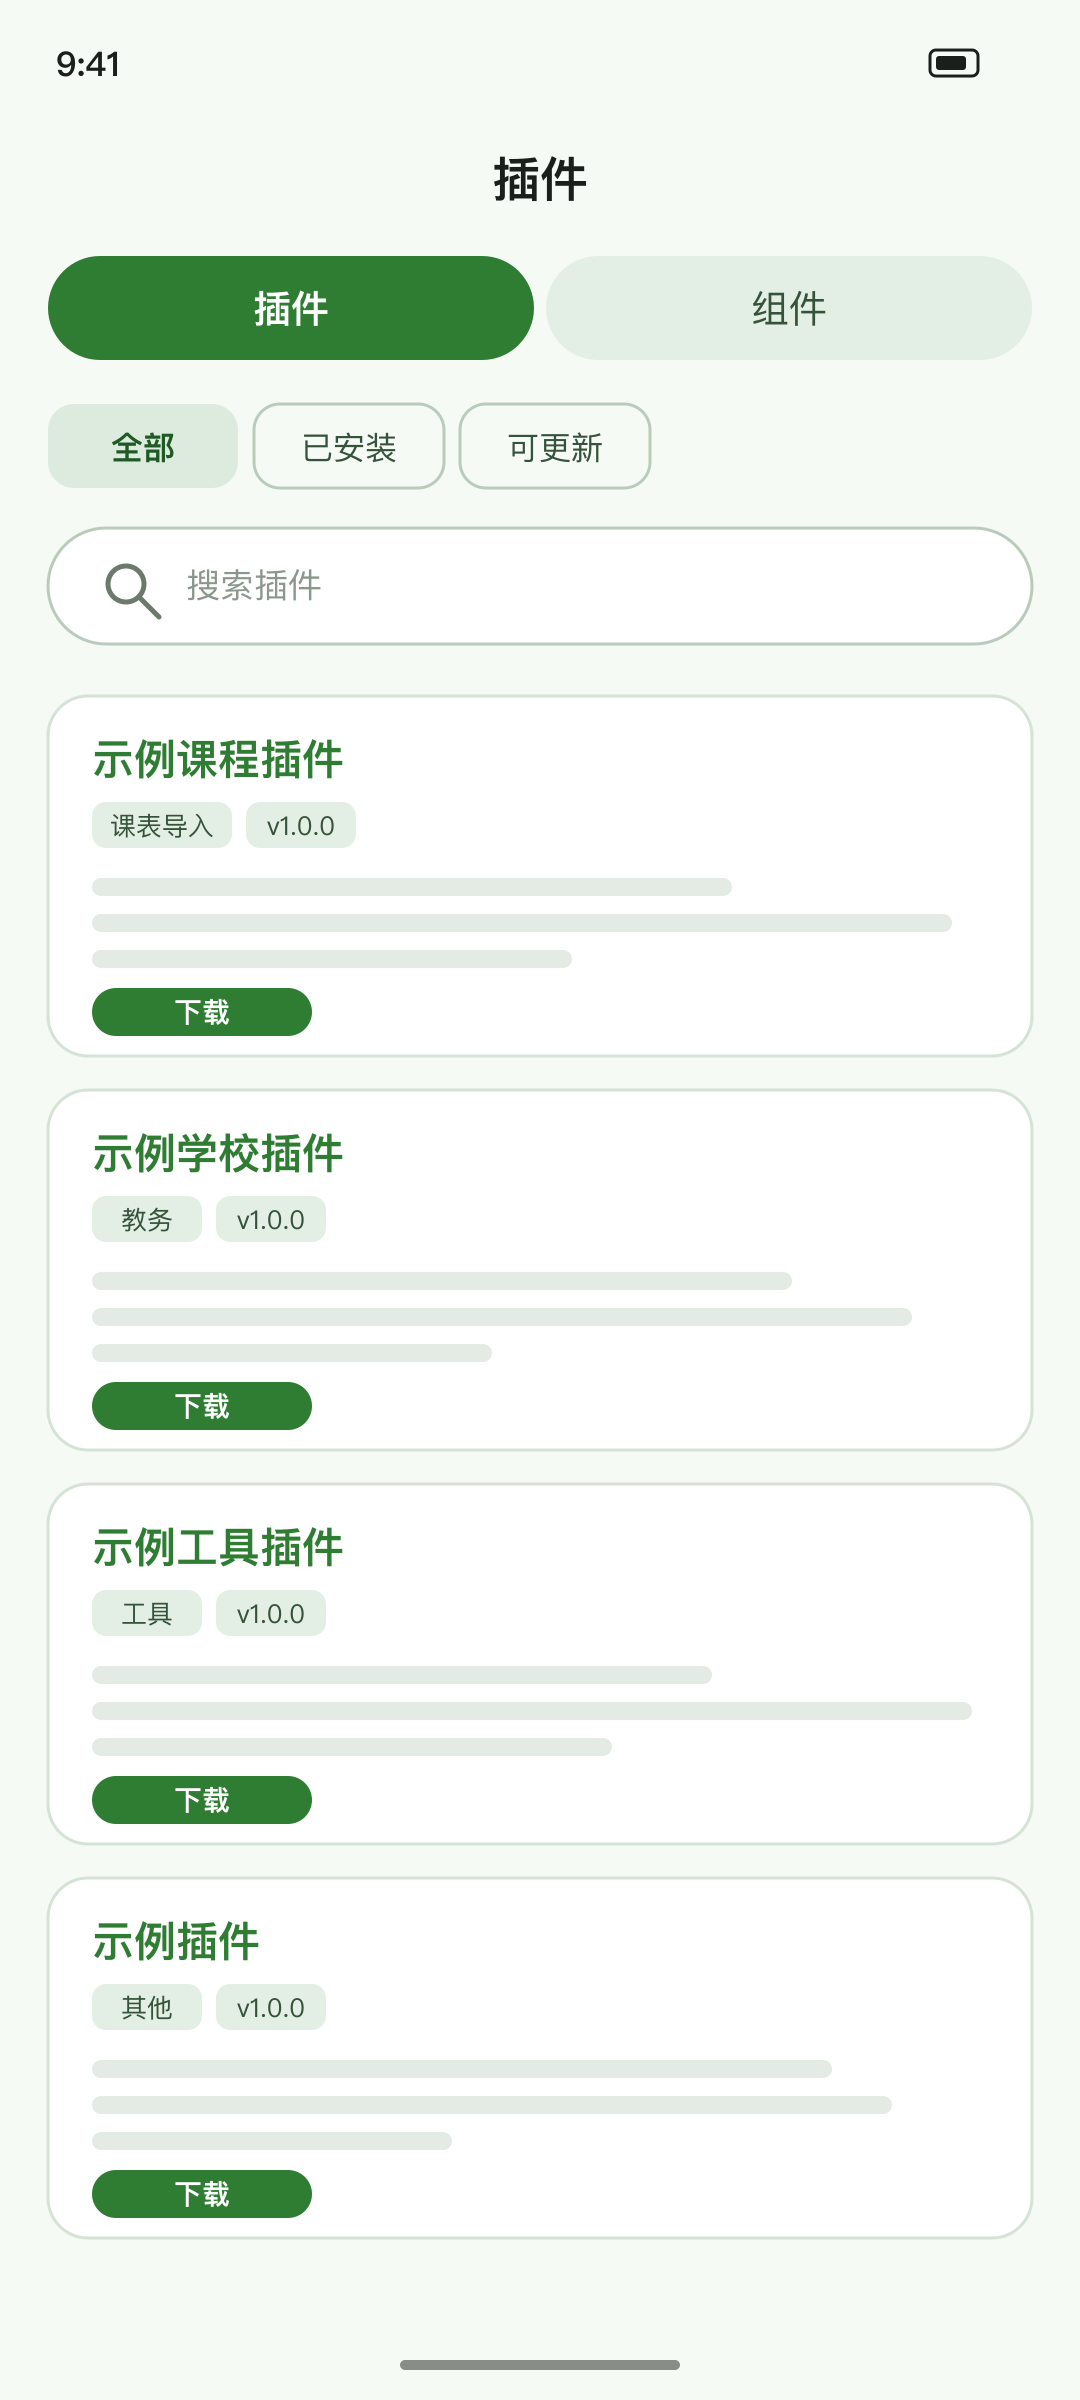 9:41
插件
插件 组件
全部 已安装 可更新
搜索插件
示例课程插件
课表导入 v1.0.0
下载
示例学校插件
教务 v1.0.0
下载
示例工具插件
工具 v1.0.0
下载
示例插件
其他 v1.0.0
下载